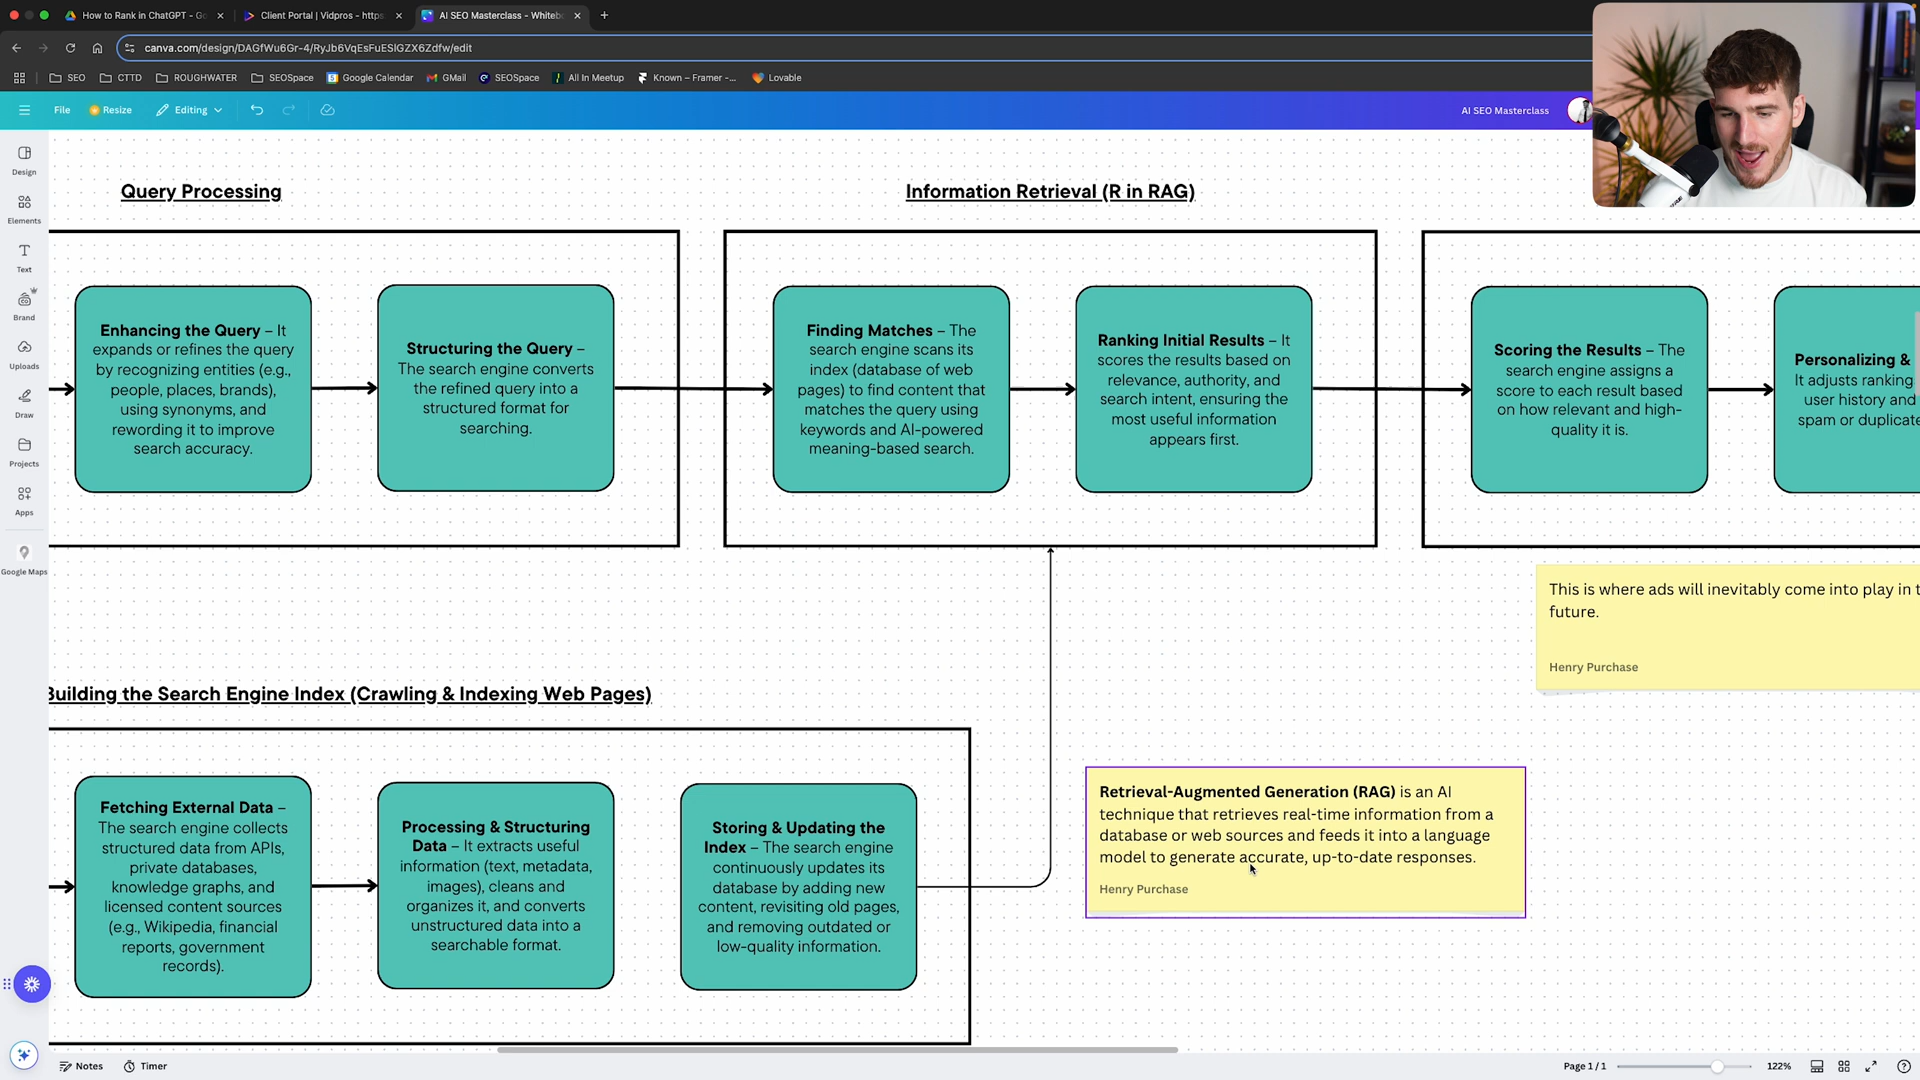 How to Rank in ChatGPT - Go
Client Portal | Vidpros - https
AI SEO Masterclass - Whitebo
canva.com/design/DAGfWu6Gr-4/RyJb6VqEsFuESlGZX6Zdfw/edit
SEO
CTTD
ROUGHWATER
SEOSpace
Google Calendar
GMail
SEOSpace
All In Meetup
Known – Framer -...
Lovable
File
Resize
Editing
AI SEO Masterclass
Design
Elements
Text
Brand
Uploads
Draw
Projects
Apps
Google Maps
Query Processing
Enhancing the Query – It
expands or refines the query
by recognizing entities (e.g.,
people, places, brands),
using synonyms, and
rewording it to improve
search accuracy.
Structuring the Query –
The search engine converts
the refined query into a
structured format for
searching.
Information Retrieval (R in RAG)
Finding Matches – The
search engine scans its
index (database of web
pages) to find content that
matches the query using
keywords and AI-powered
meaning-based search.
Ranking Initial Results – It
scores the results based on
relevance, authority, and
search intent, ensuring the
most useful information
appears first.
Scoring the Results – The
search engine assigns a
score to each result based
on how relevant and high-
quality it is.
Personalizing &
It adjusts ranking
user history and
spam or duplicate
This is where ads will inevitably come into play in t
future.
Henry Purchase
Building the Search Engine Index (Crawling & Indexing Web Pages)
Fetching External Data –
The search engine collects
structured data from APIs,
private databases,
knowledge graphs, and
licensed content sources
(e.g., Wikipedia, financial
reports, government
records).
Processing & Structuring
Data – It extracts useful
information (text, metadata,
images), cleans and
organizes it, and converts
unstructured data into a
searchable format.
Storing & Updating the
Index – The search engine
continuously updates its
database by adding new
content, revisiting old pages,
and removing outdated or
low-quality information.
Retrieval-Augmented Generation (RAG) is an AI
technique that retrieves real-time information from a
database or web sources and feeds it into a language
model to generate accurate, up-to-date responses.
Henry Purchase
Notes
Timer
Page 1 / 1
122%